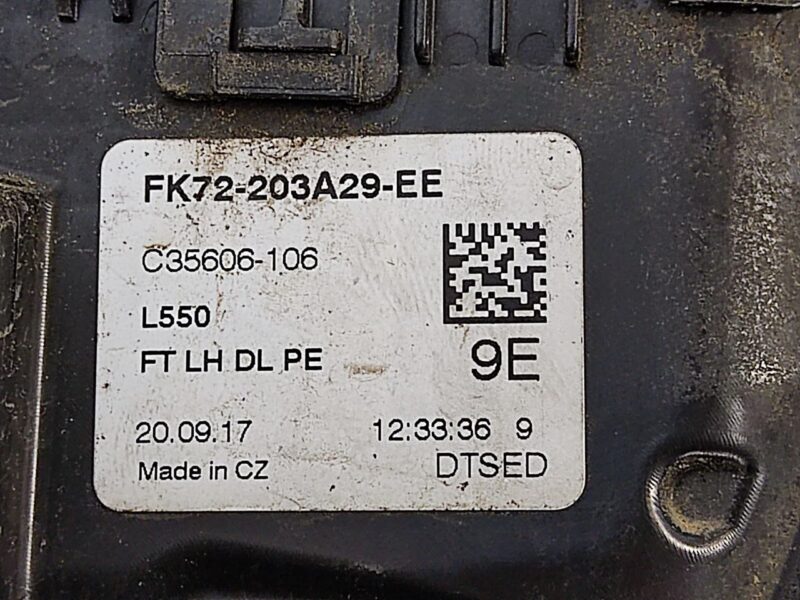 FK72-203A29-EE
C35606-106
L550
FT LH DL PE
9E
20.09.17 12:33:36 9
Made in CZ DTSED